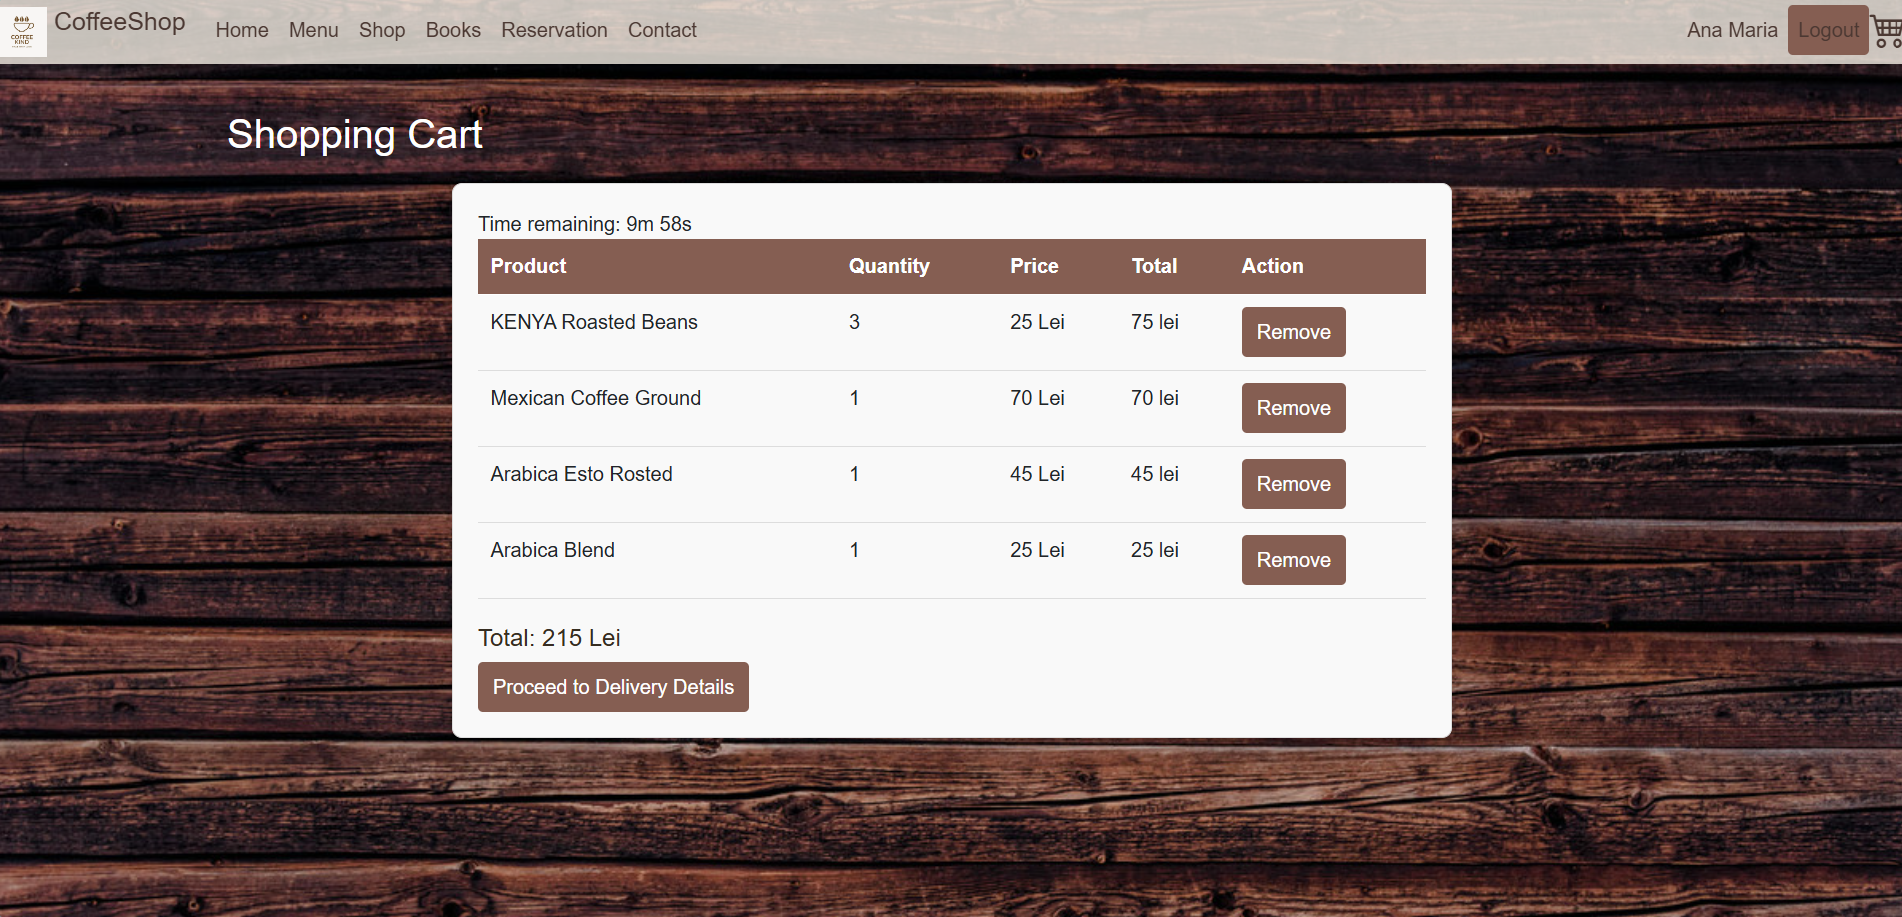 COFFEE
KIND
CoffeeShop Home Menu Shop Books Reservation Contact Ana Maria Logout
Shopping Cart
Time remaining: 9m 58s
Product Quantity Price Total Action
KENYA Roasted Beans 3 25 Lei 75 lei Remove
Mexican Coffee Ground 1 70 Lei 70 lei Remove
Arabica Esto Rosted 1 45 Lei 45 lei Remove
Arabica Blend 1 25 Lei 25 lei Remove
Total: 215 Lei
Proceed to Delivery Details